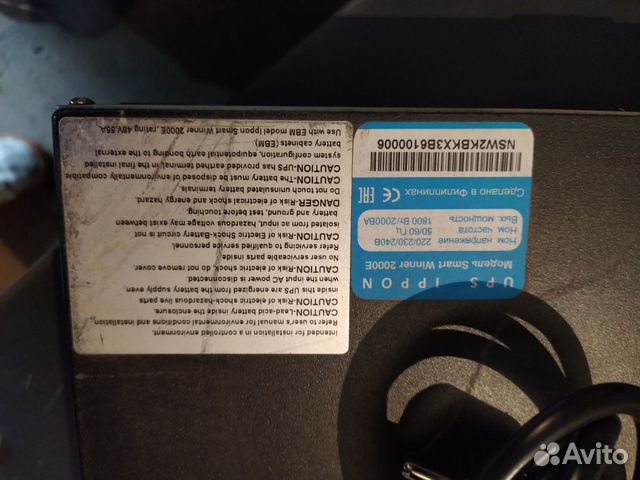 Intended for installation in a controlled environment.
Refer to user's manual for environmental conditions and installation
CAUTION-Lead-acid battery inside the enclosure.
CAUTION-Risk of electric shock-hazardous live parts
inside this UPS are energized from the battery supply even
when the input AC power is disconnected.
CAUTION-Risk of electric shock, do not remove cover.
No user serviceable parts inside
Refer servicing to qualified service personnel.
CAUTION-Risk of Electric Shock-Battery circuit is not
isolated from AC input, hazardous voltage may exist between
battery and ground, test before touching.
DANGER-Risk of electrical shock and energy hazard.
Do not touch uninsulated battery terminals
CAUTION-The battery must be disposed of environmentally compatible
CAUTION-UPS has provided earthed terminal, in the final installed
system configuration, equipotential earth bonding to the external
battery cabinets (EBM)
Use with EBM model Ippon Smart Winner 2000E, rating 48V,55A.
UPS IPPON
Модель Smart Winner 2000E
Ном. напряжение 220/230/240В
Ном. частота 50/60 Гц
Вых. мощность 1800 Вт/2000ВА
EAC CE Сделано в Филиппинах
Avito